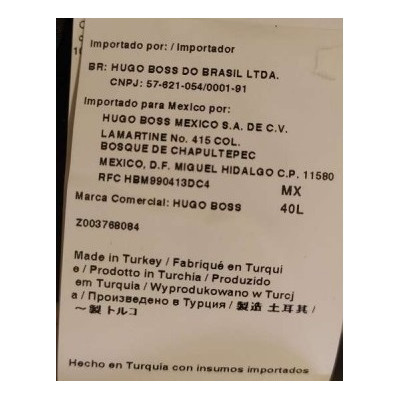 Importado por: / Importador
BR: HUGO BOSS DO BRASIL LTDA.
CNPJ: 57-621-054/0001-91
Importado para Mexico por:
HUGO BOSS MEXICO S.A. DE C.V.
LAMARTINE No. 415 COL.
BOSQUE DE CHAPULTEPEC
MEXICO, D.F. MIGUEL HIDALGO C.P. 11580
RFC HBM990413DC4 MX
Marca Comercial: HUGO BOSS 40L
Z003768084
Made in Turkey / Fabriqué en Turqui
e / Prodotto in Turchia / Produzido
em Turquia / Wyprodukowano w Turcj
a / Произведено в Турция / 製造 土耳其 /
～製 トルコ
Hecho en Turquía con insumos importados